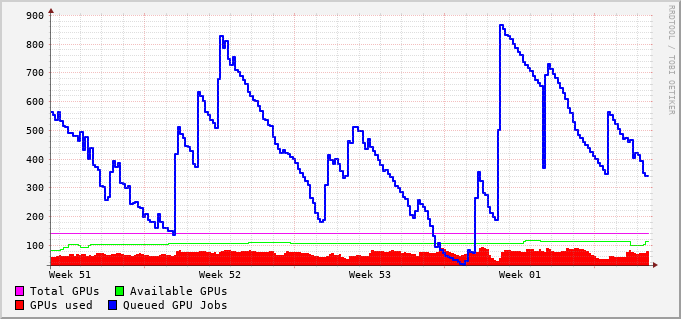 900
800
700
600
500
400
300
200
100
Week 51 Week 52 Week 53 Week 01
Total GPUs Available GPUs
GPUs used Queued GPU Jobs
RRDTOOL / TOBI OETIKER